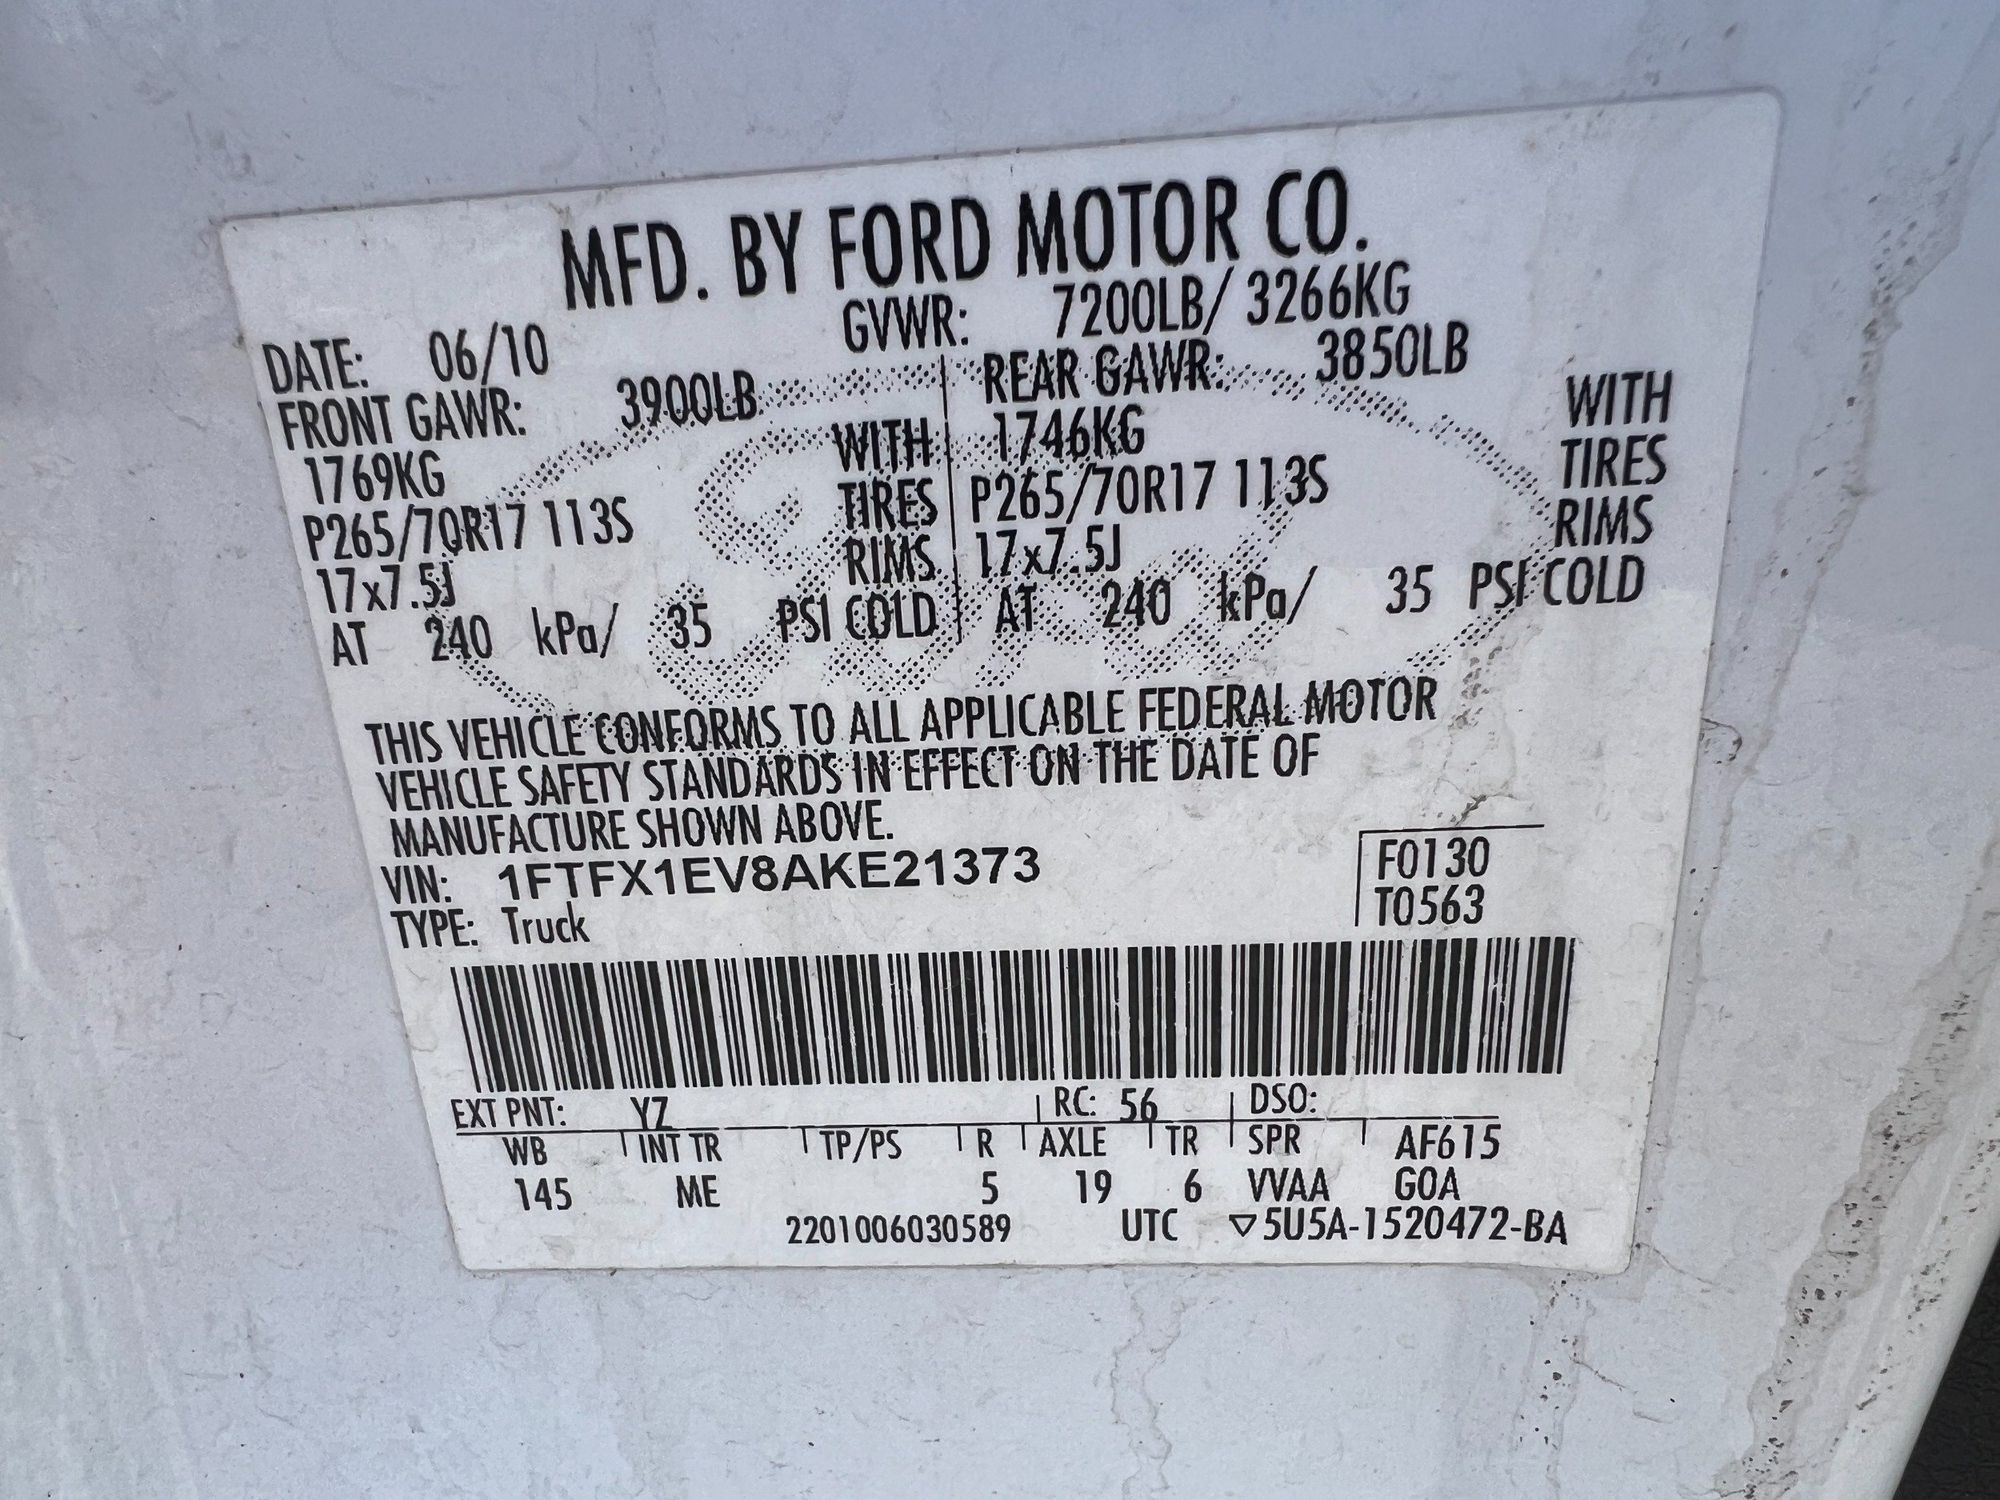 MFD. BY FORD MOTOR CO.
DATE: 06/10 GVWR: 7200LB/ 3266KG
FRONT GAWR: 3900LB REAR GAWR: 3850LB
1769KG WITH 1746KG WITH
P265/70R17 113S TIRES P265/70R17 113S TIRES
17x7.5J RIMS 17x7.5J RIMS
AT 240 kPa/ 35 PSI COLD AT 240 kPa/ 35 PSI COLD
THIS VEHICLE CONFORMS TO ALL APPLICABLE FEDERAL MOTOR
VEHICLE SAFETY STANDARDS IN EFFECT ON THE DATE OF
MANUFACTURE SHOWN ABOVE.
VIN: 1FTFX1EV8AKE21373 F0130
TYPE: Truck T0563
EXT PNT: YZ RC: 56 DSO:
WB INT TR TP/PS R AXLE TR SPR AF615
145 ME 5 19 6 VVAA GOA
2201006030589 UTC ▽5U5A-1520472-BA